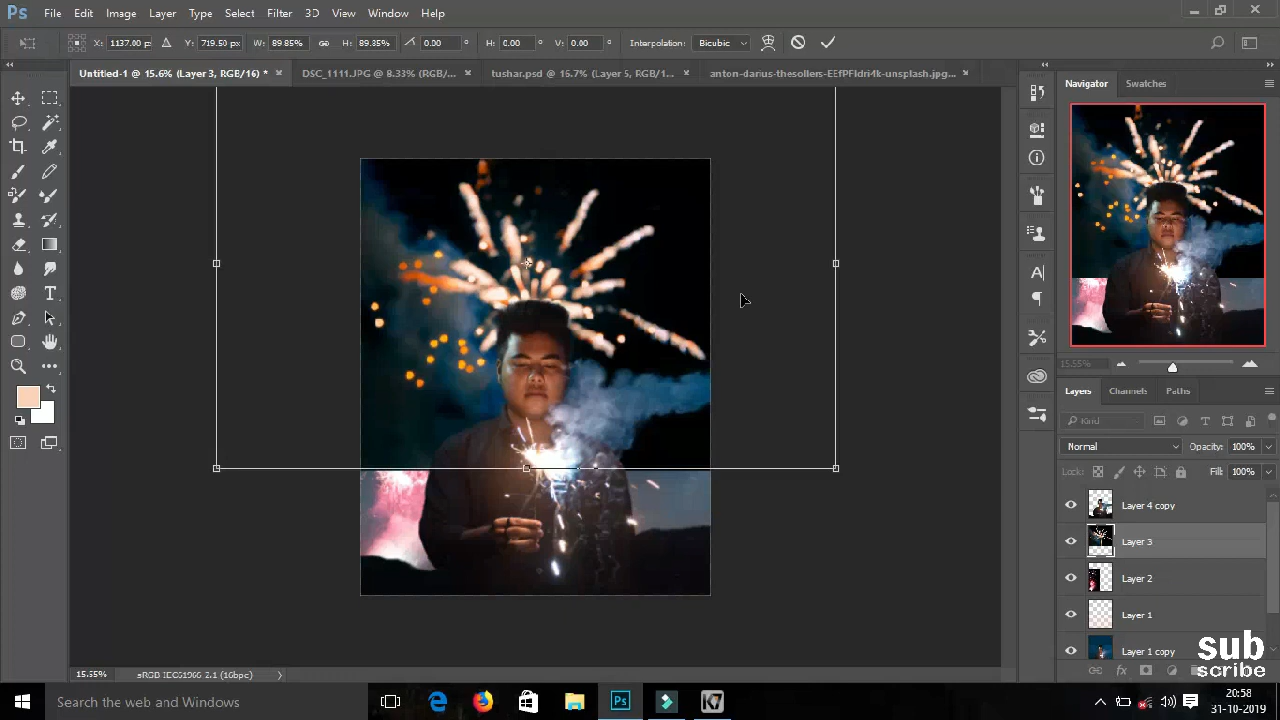 Ps File Edit Image Layer Type Select Filter 3D View Window Help
X: 1137.00 px Y: 719.50 px W: 89.85% H: 89.85% 0.00 ° H: 0.00 ° V: 0.00 ° Interpolation: Bicubic
Untitled-1 @ 15.6% (Layer 3, RGB/16) * × DSC_1111.JPG @ 8.33% (RGB/... × tushar.psd @ 16.7% (Layer 5, RGB/1... × anton-darius-thesollers-EEfPFldri4k-unsplash.jpg... ×
Navigator Swatches
15.55%
Layers Channels Paths
Kind
Normal Opacity: 100%
Lock: Fill: 100%
Layer 4 copy
Layer 3
Layer 2
Layer 1
Layer 1 copy
sub
scribe
15.55% sRGB IEC61966-2.1 (16bpc)
Search the web and Windows
20:58
31-10-2019